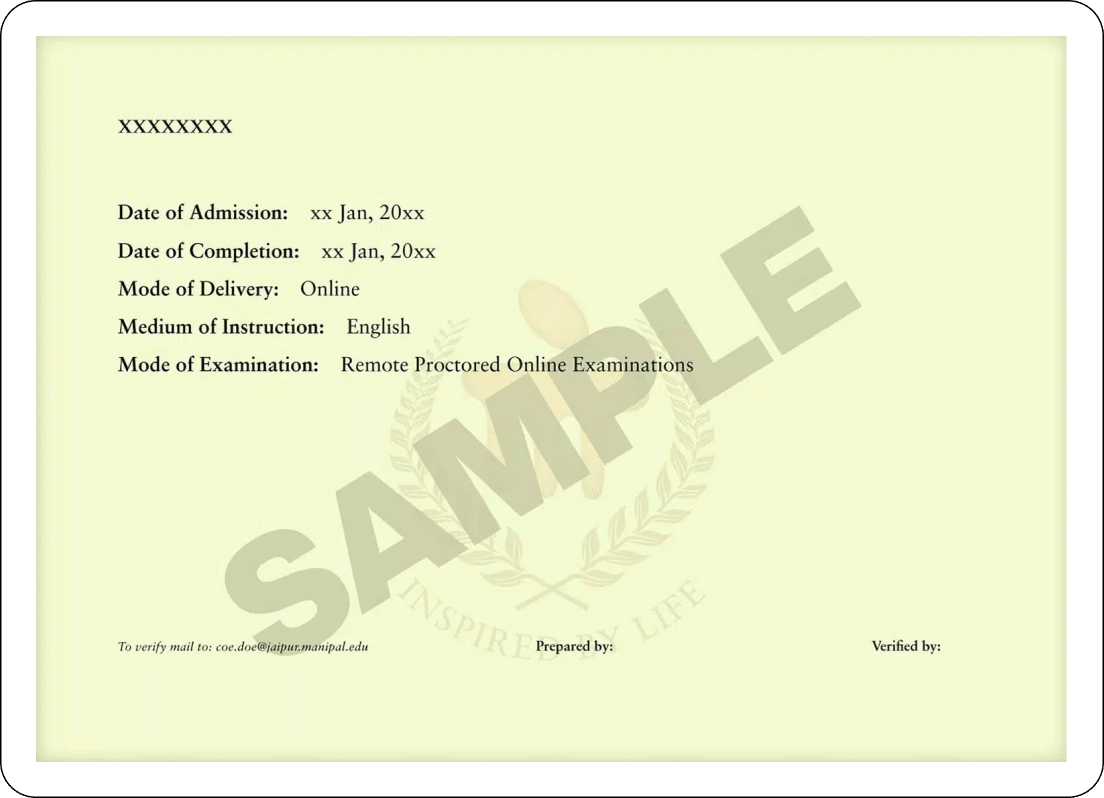 XXXXXXXX
Date of Admission: xx Jan, 20xx
Date of Completion: xx Jan, 20xx
Mode of Delivery: Online
Medium of Instruction: English
Mode of Examination: Remote Proctored Online Examinations
SAMPLE
INSPIRED BY LIFE
To verify mail to: coe.doe@jaipur.manipal.edu Prepared by: Verified by: